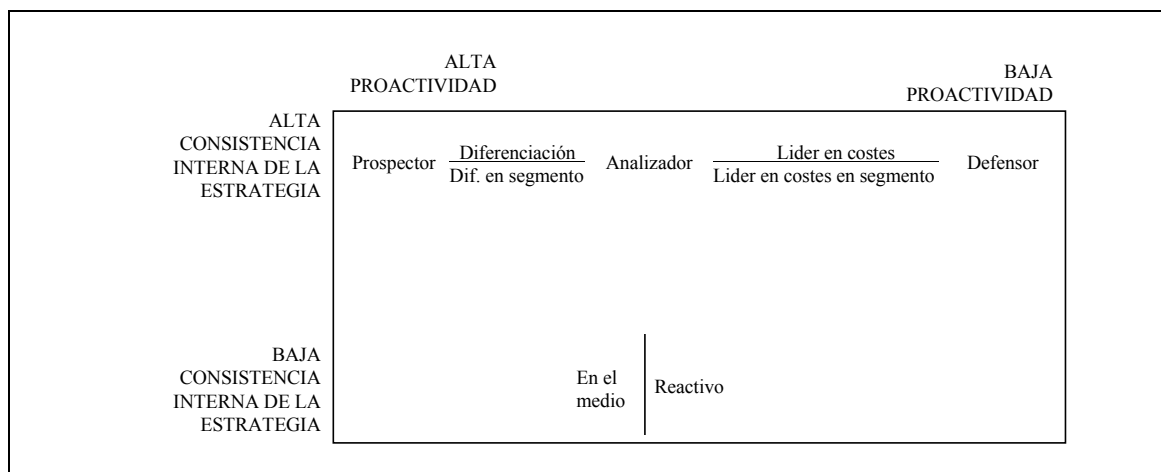 ALTA
PROACTIVIDAD
BAJA
PROACTIVIDAD
ALTA
CONSISTENCIA
INTERNA DE LA
ESTRATEGIA
Prospector
Diferenciación
Dif. en segmento
Analizador
Lider en costes
Lider en costes en segmento
Defensor
BAJA
CONSISTENCIA
INTERNA DE LA
ESTRATEGIA
En el
medio
Reactivo